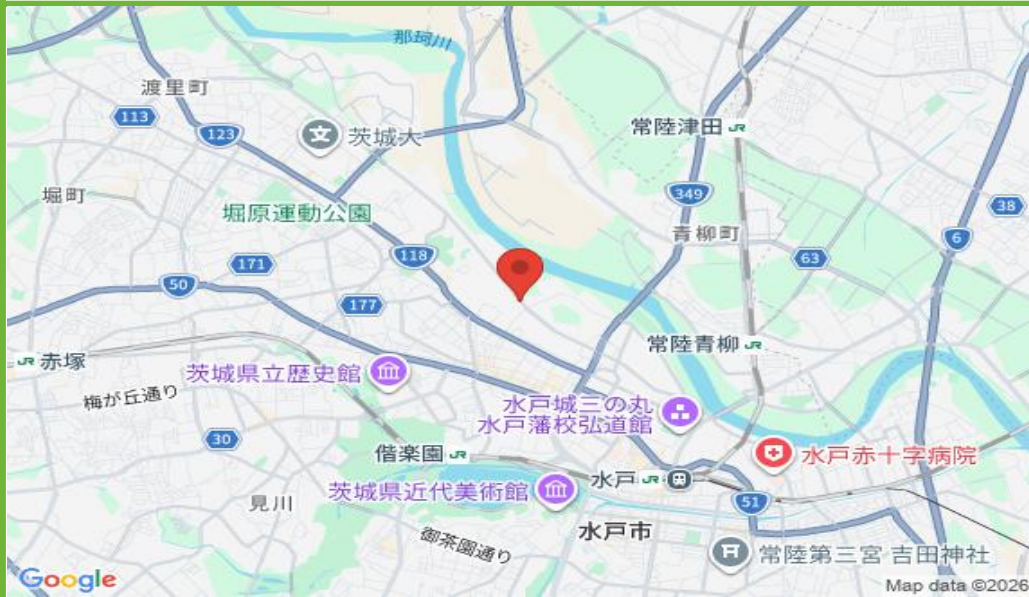 那珂川
渡里町
113
123
茨城大
常陸津田 JR
堀町
349
38
堀原運動公園
青柳町
6
118
171
63
50
177
常陸青柳 JR
JR 赤塚
茨城県立歴史館
梅が丘通り
水戸城三の丸
水戸藩校弘道館
30
偕楽園 JR
水戸赤十字病院
水戸 JR
茨城県近代美術館
見川
51
水戸市
御茶園通り
常陸第三宮 吉田神社
Google
Map data ©2026